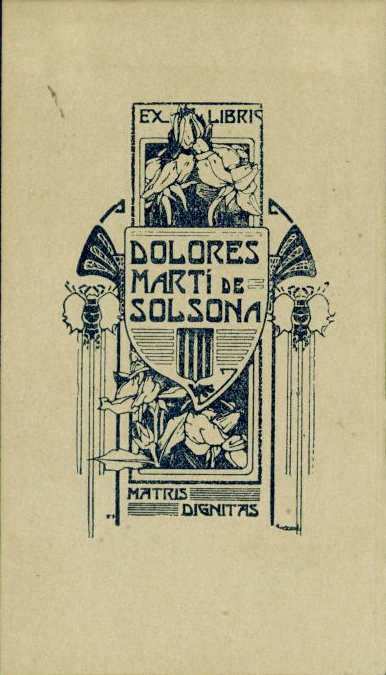 EX LIBRIS
DOLORES
MARTÍ DE
SOLSONA
MATRIS
DIGNITAS